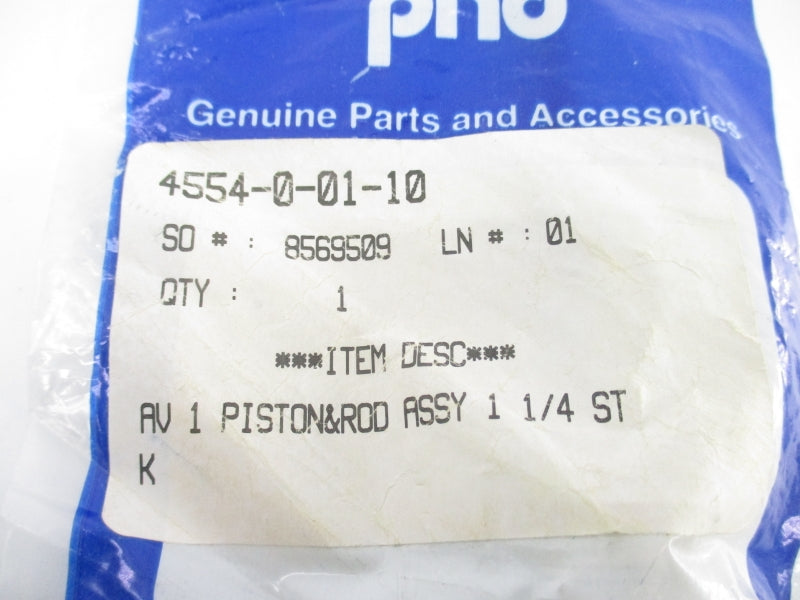 phd
Genuine Parts and Accessories
4554-0-01-10
SO # : 8569509 LN # : 01
QTY : 1
***ITEM DESC***
AV 1 PISTON&ROD ASSY 1 1/4 ST
K